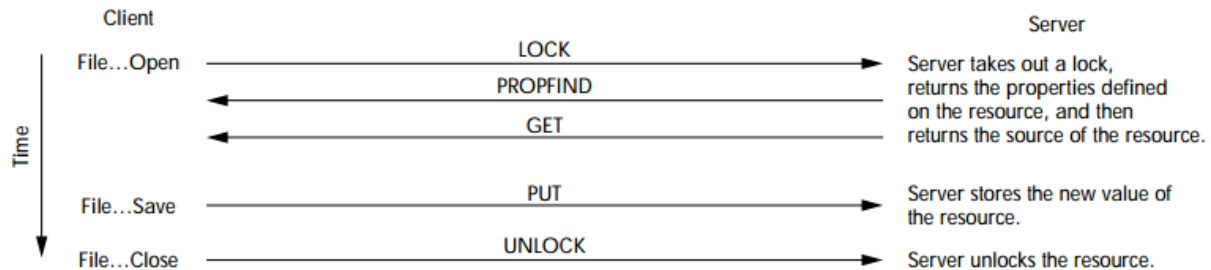 Client
Server
File...Open
LOCK
Server takes out a lock,
returns the properties defined
on the resource, and then
returns the source of the resource.
PROPFIND
GET
Time
File...Save
PUT
Server stores the new value of
the resource.
File...Close
UNLOCK
Server unlocks the resource.